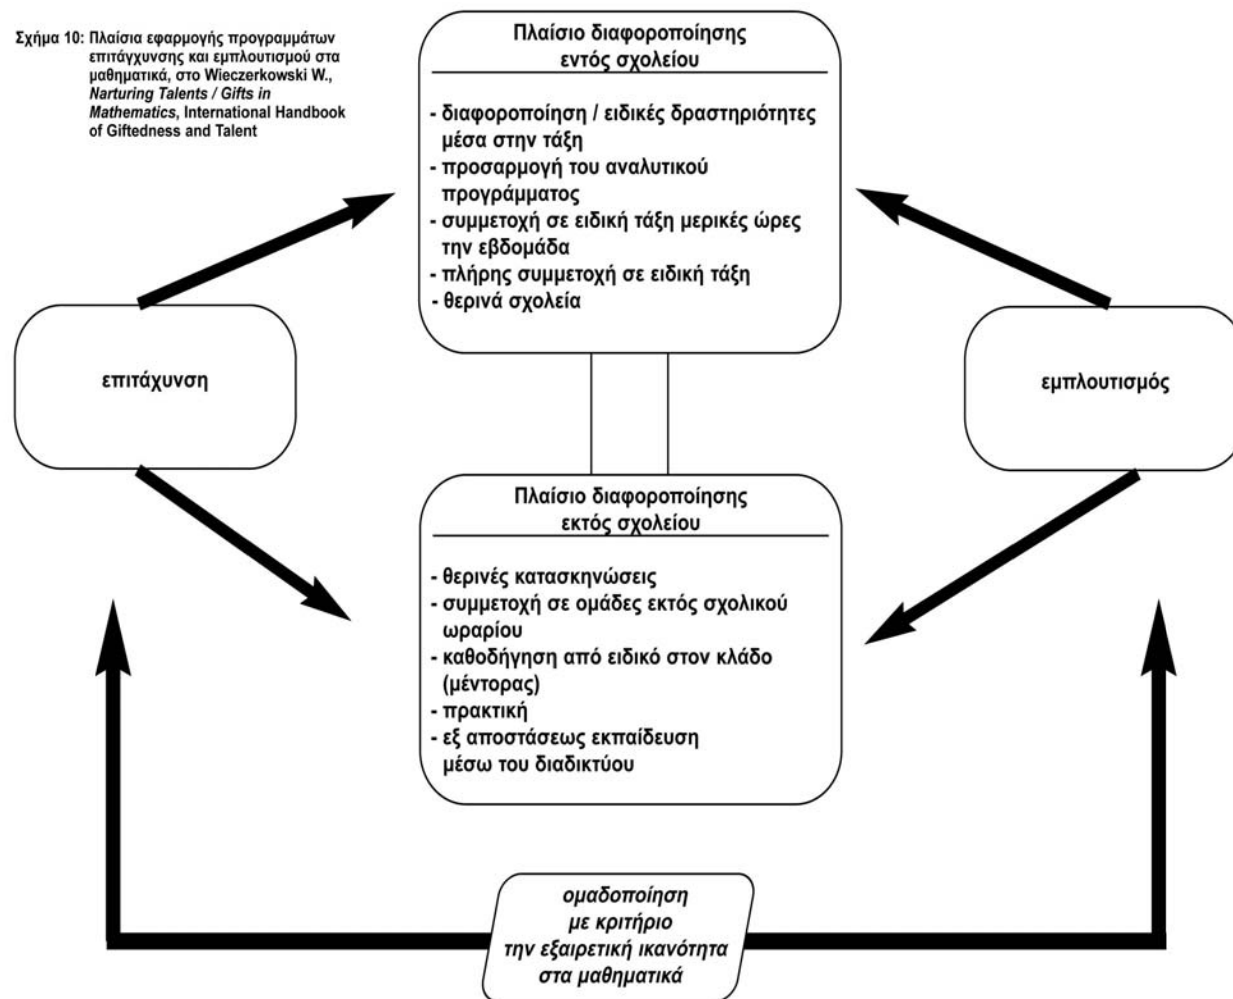 Σχήμα 10: Πλαίσια εφαρμογής προγραμμάτων
επιτάγχυνσης και εμπλουτισμού στα
μαθηματικά, στο Wieczerkowski W.,
Narturing Talents / Gifts in
Mathematics, International Handbook
of Giftedness and Talent
Πλαίσιο διαφοροποίησης
εντός σχολείου
- διαφοροποίηση / ειδικές δραστηριότητες
μέσα στην τάξη
- προσαρμογή του αναλυτικού
προγράμματος
- συμμετοχή σε ειδική τάξη μερικές ώρες
την εβδομάδα
- πλήρης συμμετοχή σε ειδική τάξη
- θερινά σχολεία
επιτάχυνση
εμπλουτισμός
Πλαίσιο διαφοροποίησης
εκτός σχολείου
- θερινές κατασκηνώσεις
- συμμετοχή σε ομάδες εκτός σχολικού
ωραρίου
- καθοδήγηση από ειδικό στον κλάδο
(μέντορας)
- πρακτική
- εξ αποστάσεως εκπαίδευση
μέσω του διαδικτύου
ομαδοποίηση
με κριτήριο
την εξαιρετική ικανότητα
στα μαθηματικά